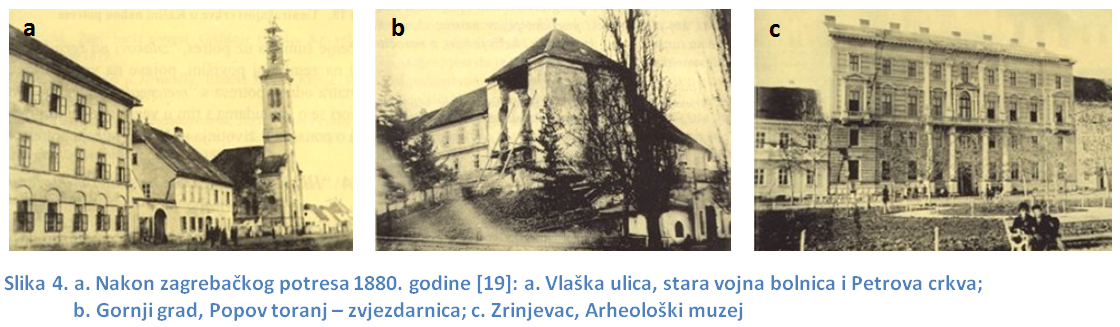 a
b
c
Slika 4. a. Nakon zagrebačkog potresa 1880. godine [19]: a. Vlaška ulica, stara vojna bolnica i Petrova crkva;
b. Gornji grad, Popov toranj – zvjezdarnica; c. Zrinjevac, Arheološki muzej